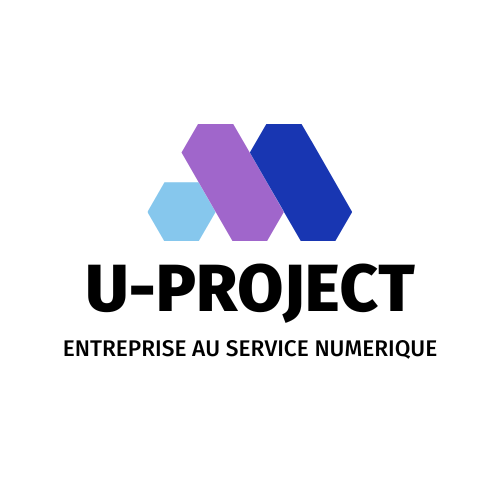 U-PROJECT
ENTREPRISE AU SERVICE NUMERIQUE